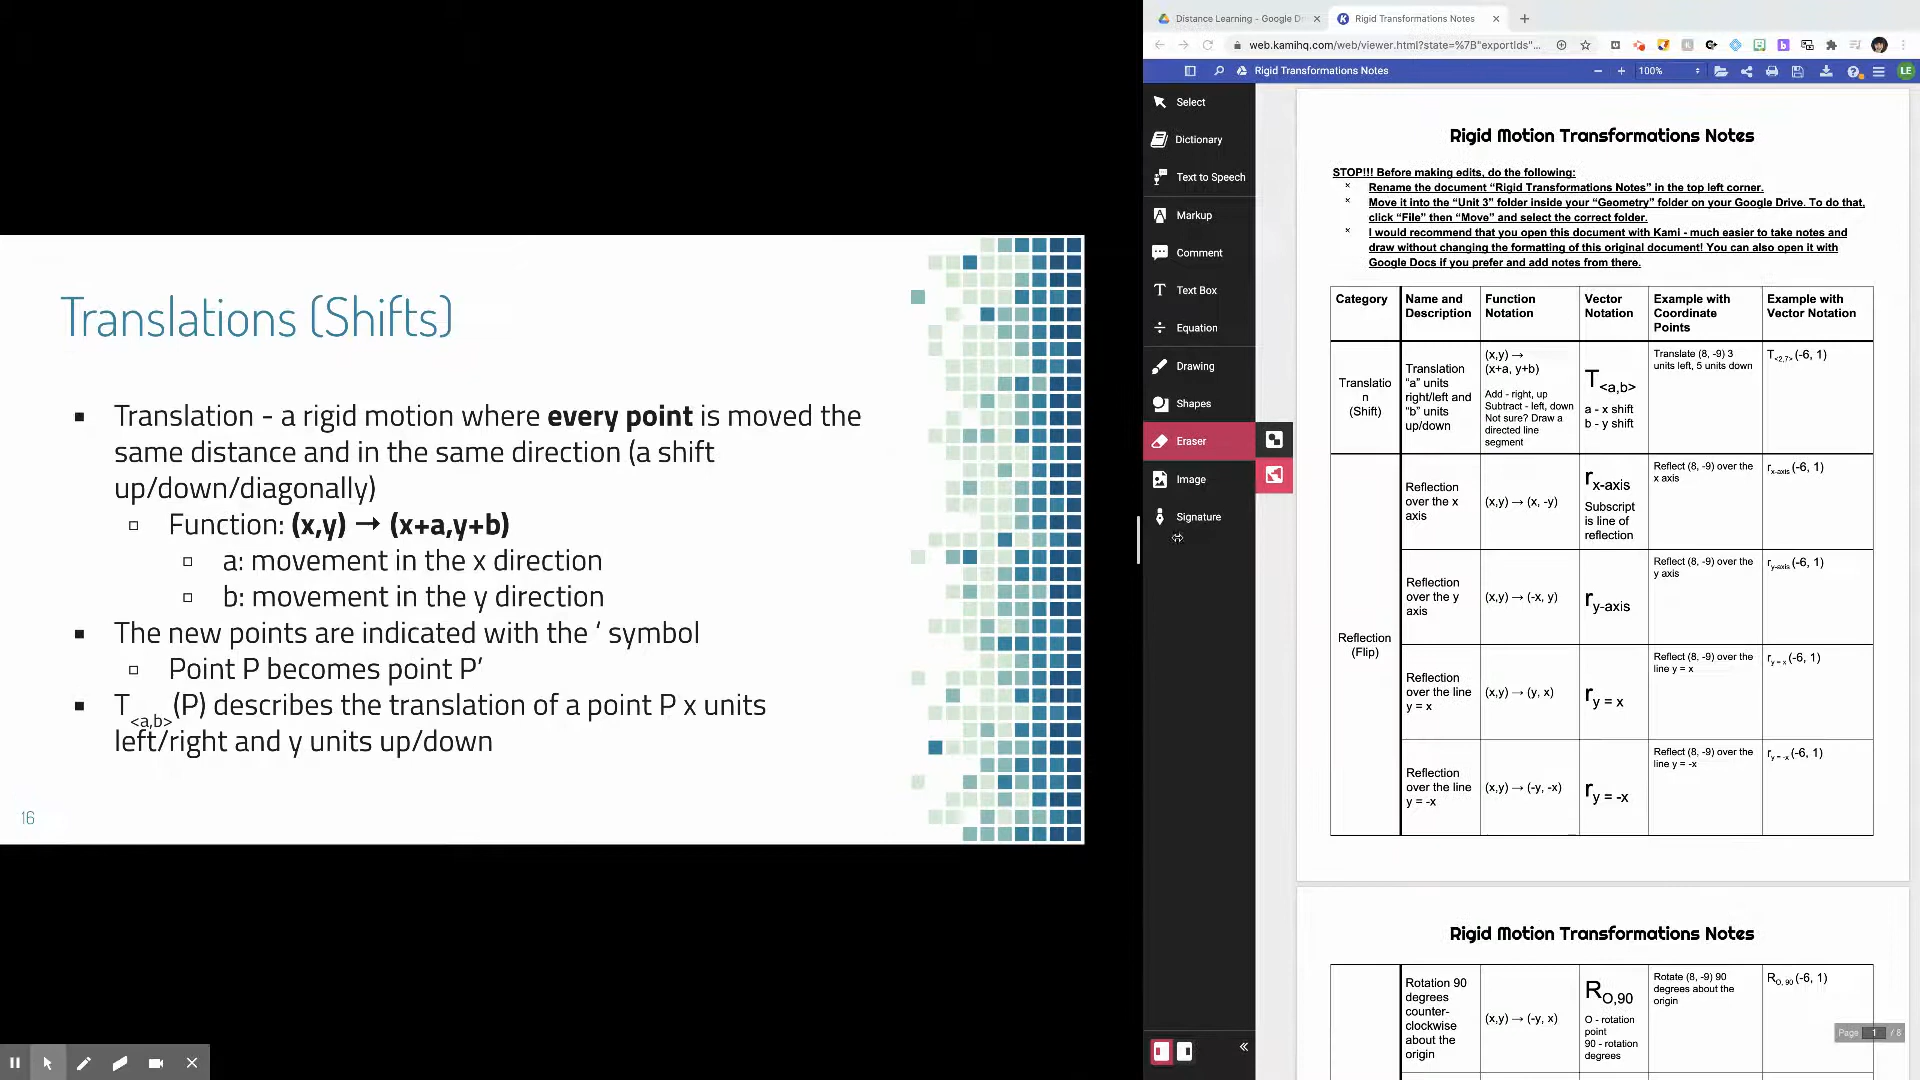 Translations (Shifts)
▪ Translation - a rigid motion where every point is moved the
same distance and in the same direction (a shift
up/down/diagonally)
▫ Function: (x,y) → (x+a,y+b)
▫ a: movement in the x direction
▫ b: movement in the y direction
▪ The new points are indicated with the ‘ symbol
▫ Point P becomes point P’
▪ T<a,b>(P) describes the translation of a point P x units
left/right and y units up/down
16
Distance Learning - Google D
Rigid Transformations Notes
web.kamihq.com/web/viewer.html?state=%7B"exportIds"...
Rigid Transformations Notes
100%
LE
Select
Dictionary
Text to Speech
Markup
Comment
Text Box
Equation
Drawing
Shapes
Eraser
Image
Signature
Rigid Motion Transformations Notes
STOP!!! Before making edits, do the following:
Rename the document “Rigid Transformations Notes” in the top left corner.
Move it into the “Unit 3” folder inside your “Geometry” folder on your Google Drive. To do that,
click “File” then “Move” and select the correct folder.
I would recommend that you open this document with Kami - much easier to take notes and
draw without changing the formatting of this original document! You can also open it with
Google Docs if you prefer and add notes from there.
Category
Name and
Description
Function
Notation
Vector
Notation
Example with
Coordinate
Points
Example with
Vector Notation
Translatio
n
(Shift)
Translation
“a” units
right/left and
“b” units
up/down
(x,y) →
(x+a, y+b)
Add - right, up
Subtract - left, down
Not sure? Draw a
directed line
segment
T<a,b>
a - x shift
b - y shift
Translate (8, -9) 3
units left, 5 units down
T<2,7> (-6, 1)
Reflection
(Flip)
Reflection
over the x
axis
(x,y) → (x, -y)
rx-axis
Subscript
is line of
reflection
Reflect (8, -9) over the
x axis
rx-axis (-6, 1)
Reflection
over the y
axis
(x,y) → (-x, y)
ry-axis
Reflect (8, -9) over the
y axis
ry-axis (-6, 1)
Reflection
over the line
y = x
(x,y) → (y, x)
ry = x
Reflect (8, -9) over the
line y = x
ry = x (-6, 1)
Reflection
over the line
y = -x
(x,y) → (-y, -x)
ry = -x
Reflect (8, -9) over the
line y = -x
ry = -x (-6, 1)
Rigid Motion Transformations Notes
Rotation 90
degrees
counter-
clockwise
about the
origin
(x,y) → (-y, x)
RO,90
O - rotation
point
90 - rotation
degrees
Rotate (8, -9) 90
degrees about the
origin
RO, 90 (-6, 1)
Page 1 / 8